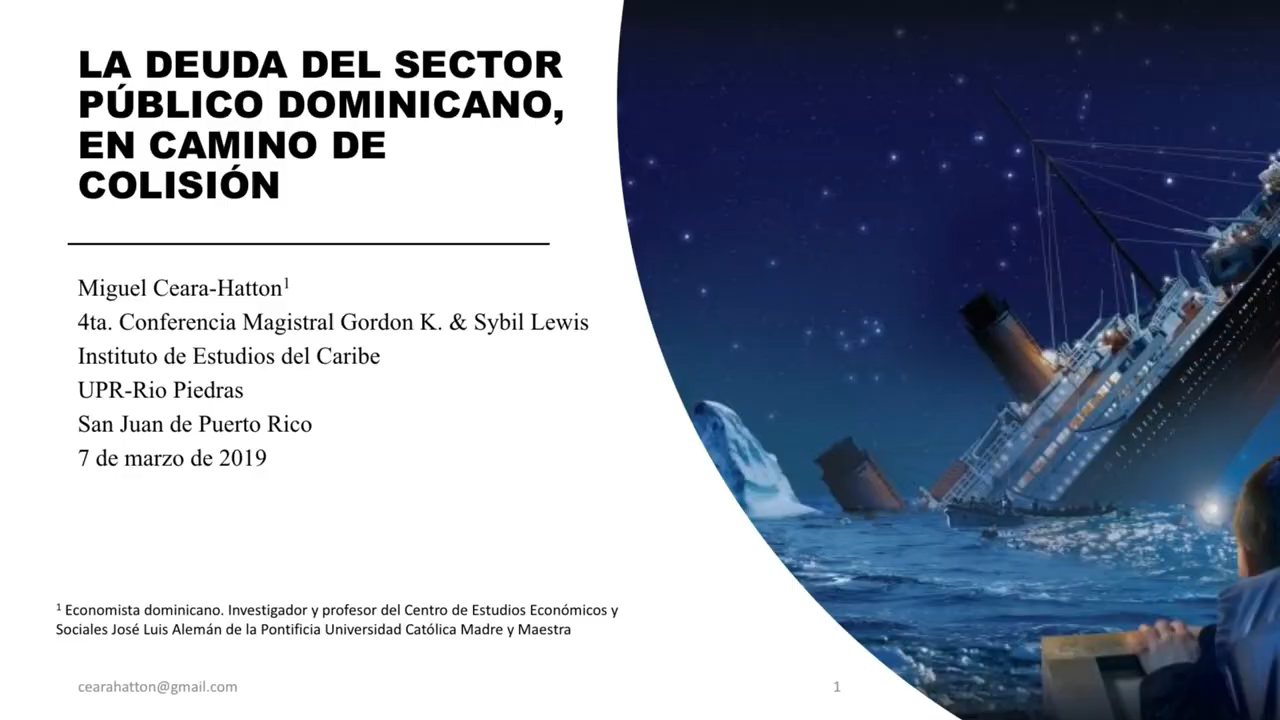 LA DEUDA DEL SECTOR
PÚBLICO DOMINICANO,
EN CAMINO DE
COLISIÓN
Miguel Ceara-Hatton¹
4ta. Conferencia Magistral Gordon K. & Sybil Lewis
Instituto de Estudios del Caribe
UPR-Rio Piedras
San Juan de Puerto Rico
7 de marzo de 2019
¹ Economista dominicano. Investigador y profesor del Centro de Estudios Económicos y
Sociales José Luis Alemán de la Pontificia Universidad Católica Madre y Maestra
cearahatton@gmail.com
1